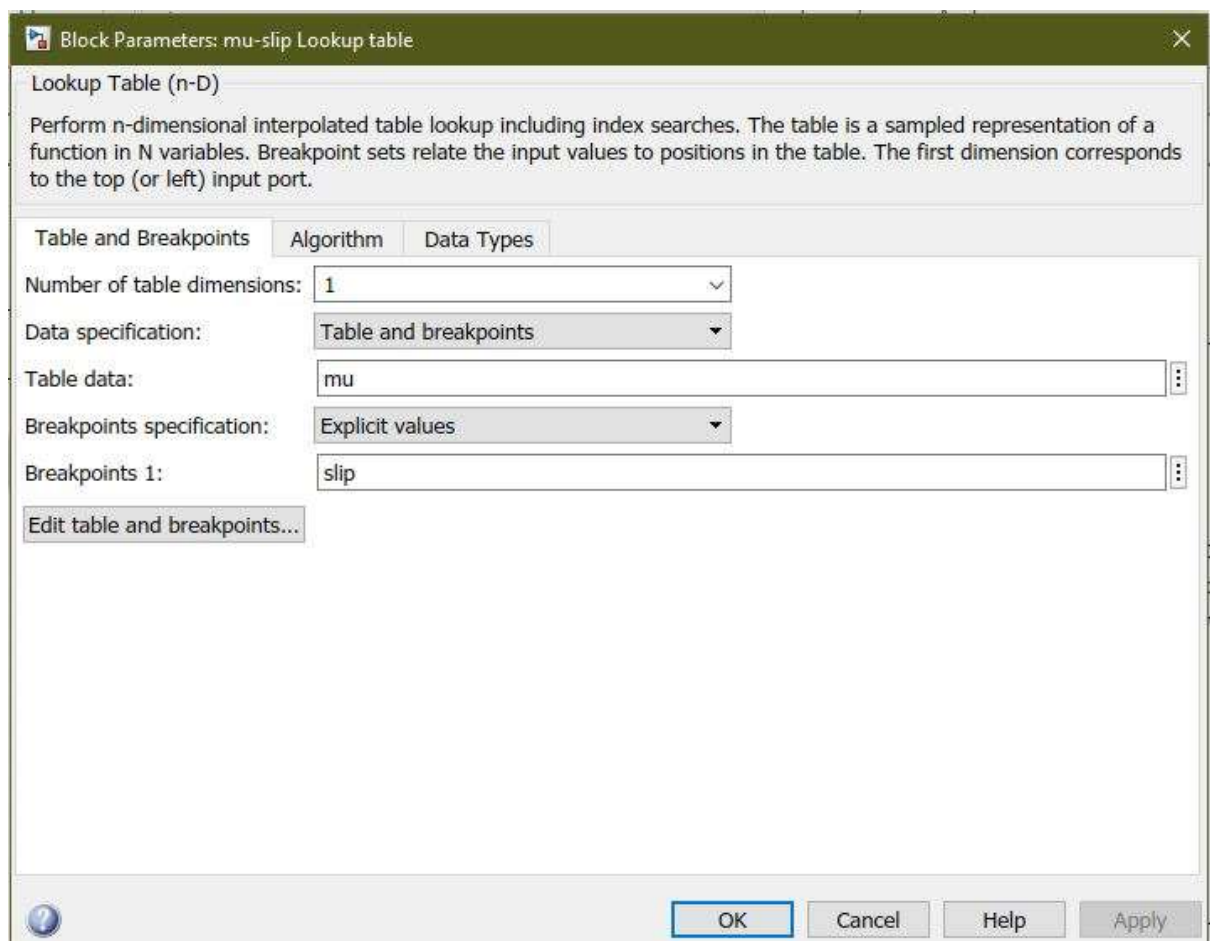 Block Parameters: mu-slip Lookup table
Lookup Table (n-D)
Perform n-dimensional interpolated table lookup including index searches. The table is a sampled representation of a
function in N variables. Breakpoint sets relate the input values to positions in the table. The first dimension corresponds
to the top (or left) input port.
Table and Breakpoints Algorithm Data Types
Number of table dimensions: 1
Data specification: Table and breakpoints
Table data: mu
Breakpoints specification: Explicit values
Breakpoints 1: slip
Edit table and breakpoints...
OK Cancel Help Apply